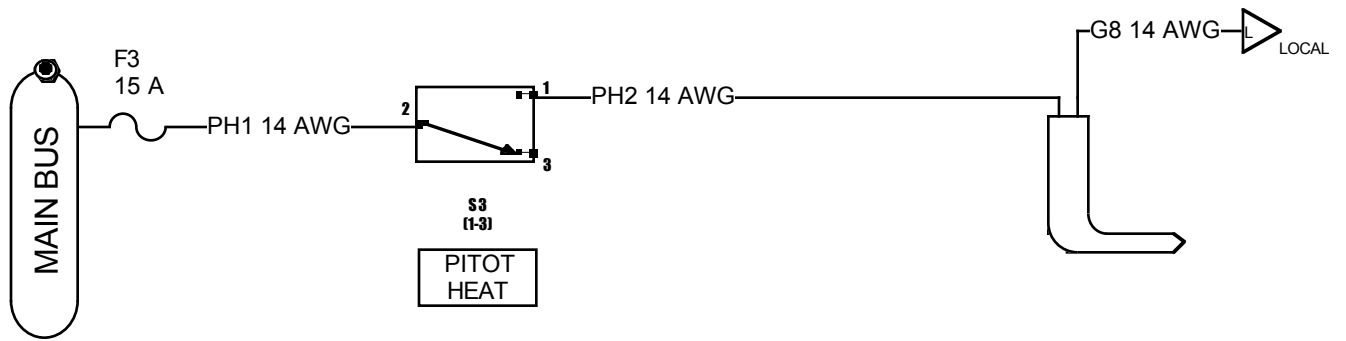 MAIN BUS
F3
15 A
PH1 14 AWG
2
1
3
S3
(1-3)
PITOT
HEAT
PH2 14 AWG
G8 14 AWG
L
LOCAL